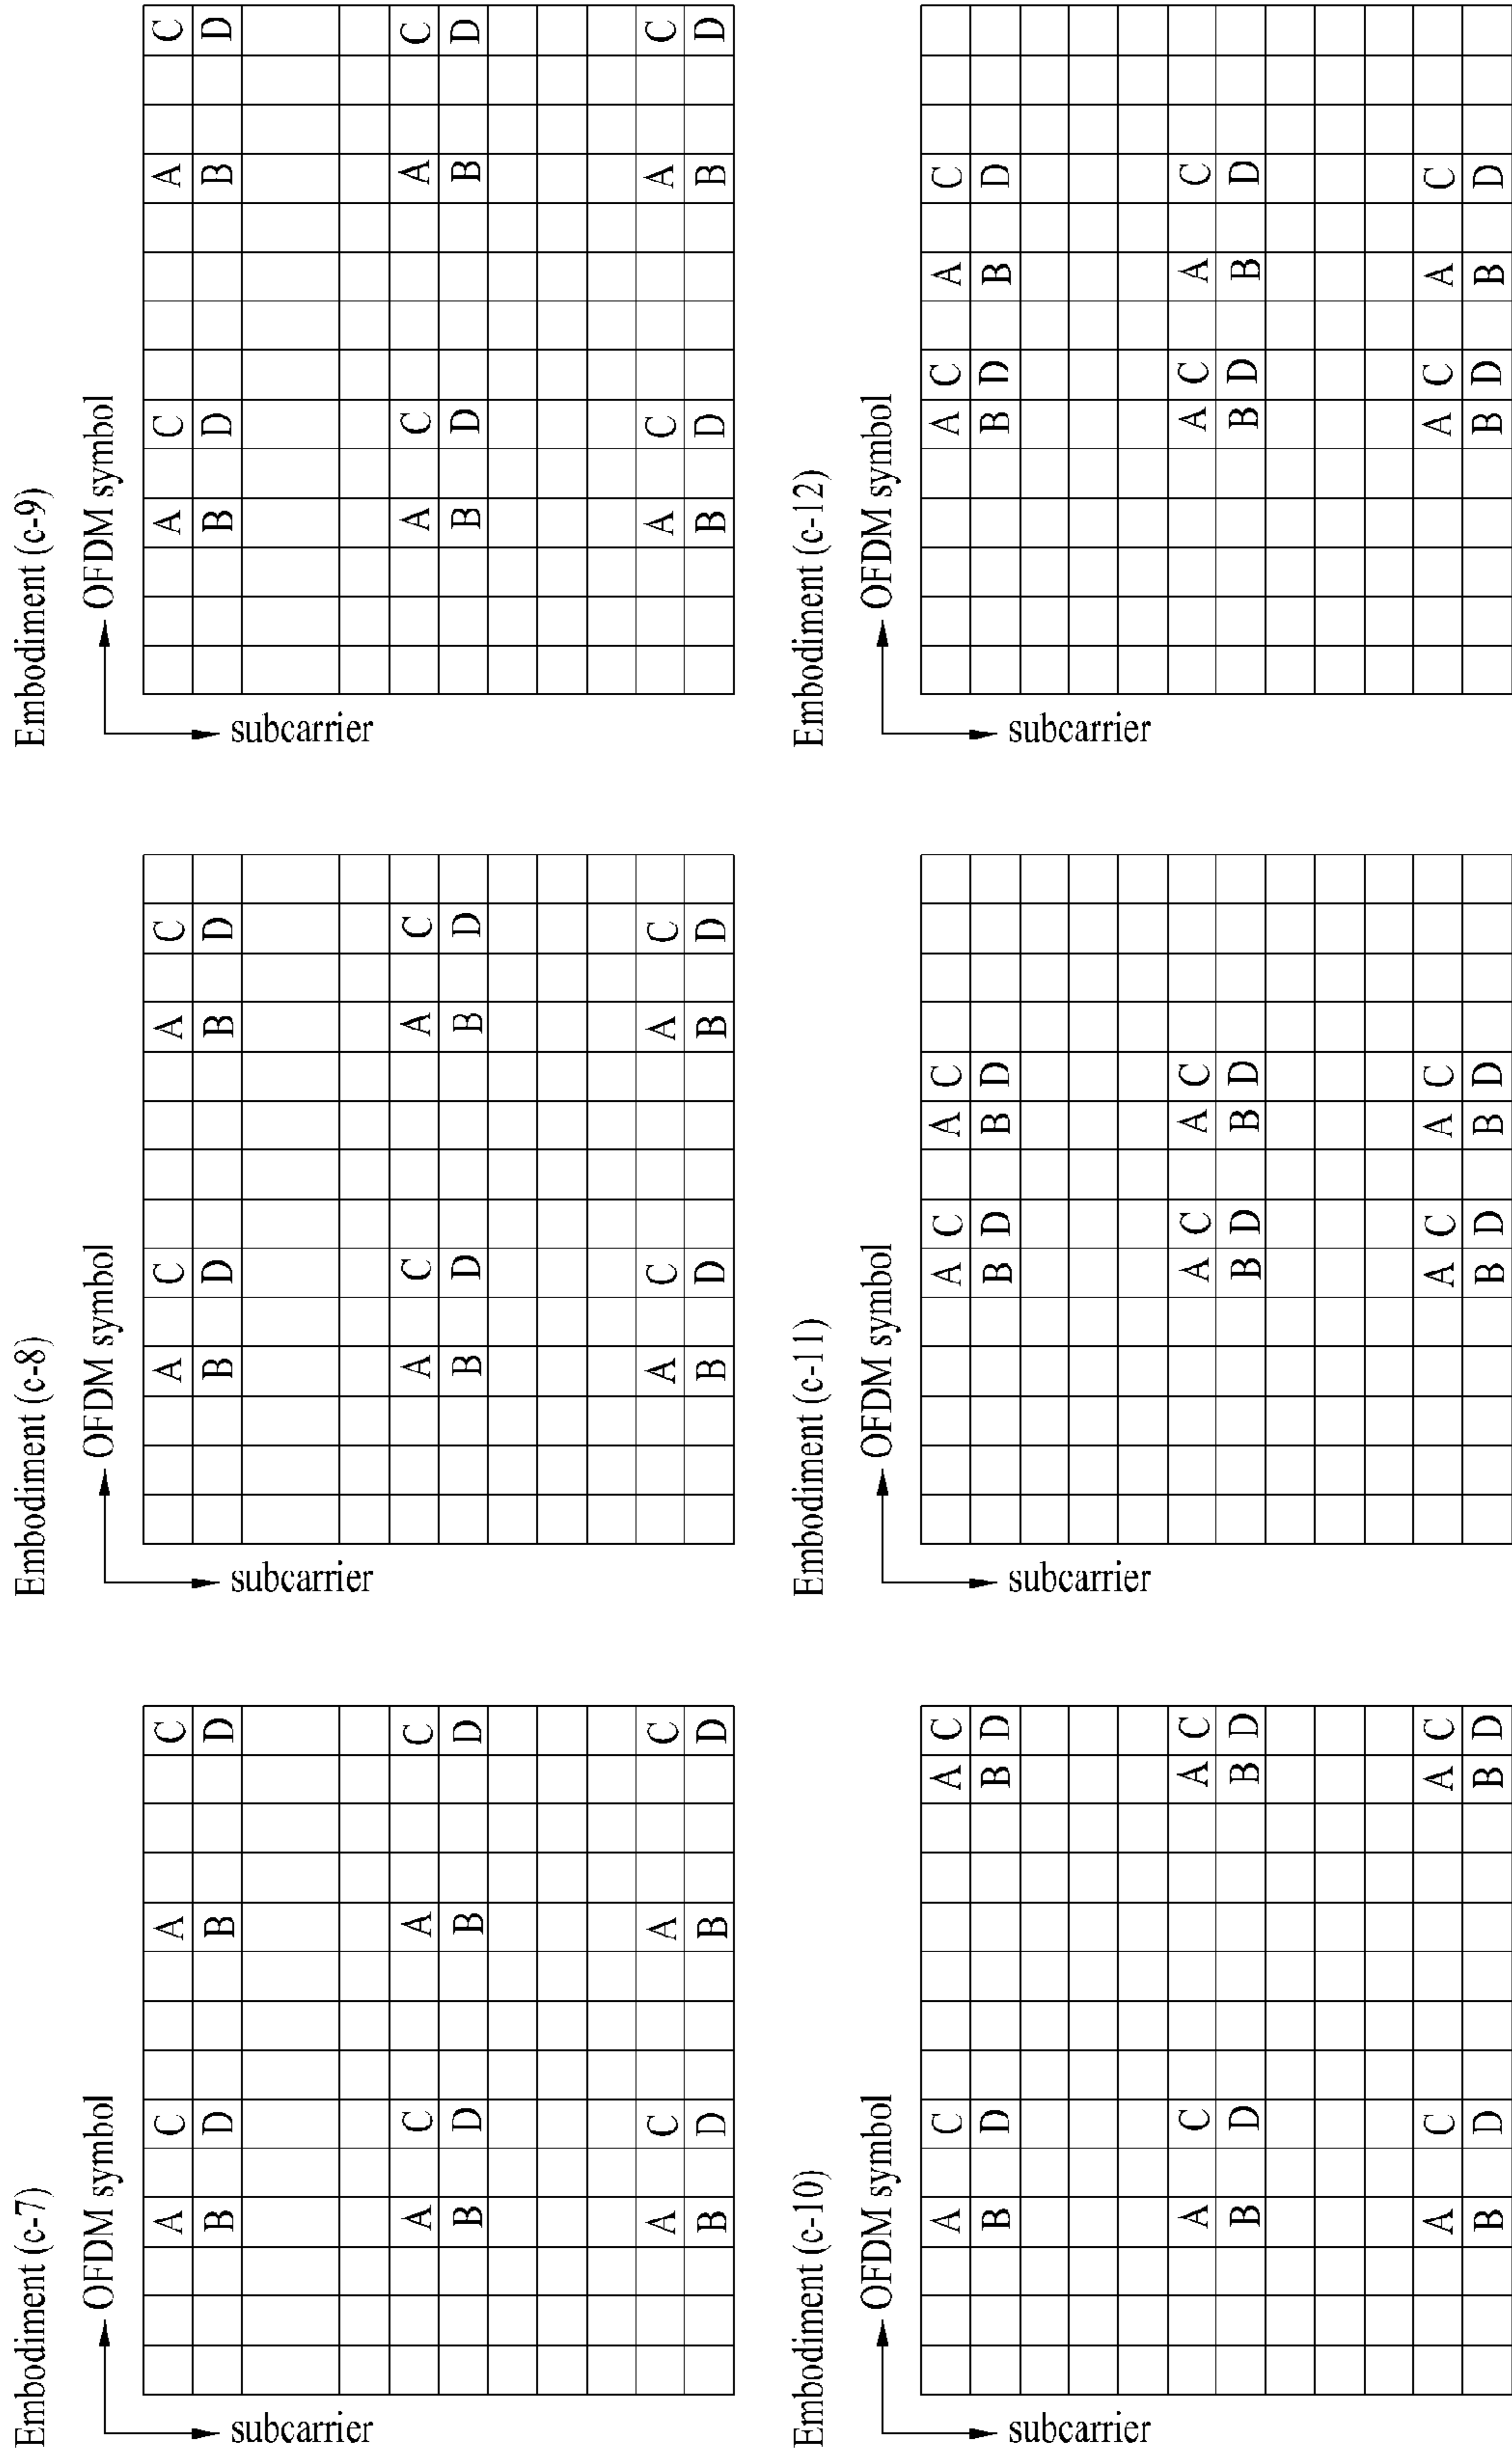 Embodiment (c-7)
OFDM symbol
subcarrier
A C A C
B D B D
A C A C
B D B D
A C A C
B D B D
Embodiment (c-8)
OFDM symbol
subcarrier
A C A C
B D B D
A C A C
B D B D
A C A C
B D B D
Embodiment (c-9)
OFDM symbol
subcarrier
A C A C
B D B D
A C A C
B D B D
A C A C
B D B D
Embodiment (c-10)
OFDM symbol
subcarrier
A C A C
B D B D
A C A C
B D B D
A C A C
B D B D
Embodiment (c-11)
OFDM symbol
subcarrier
A C A C
B D B D
A C A C
B D B D
A C A C
B D B D
Embodiment (c-12)
OFDM symbol
subcarrier
A C A C
B D B D
A C A C
B D B D
A C A C
B D B D